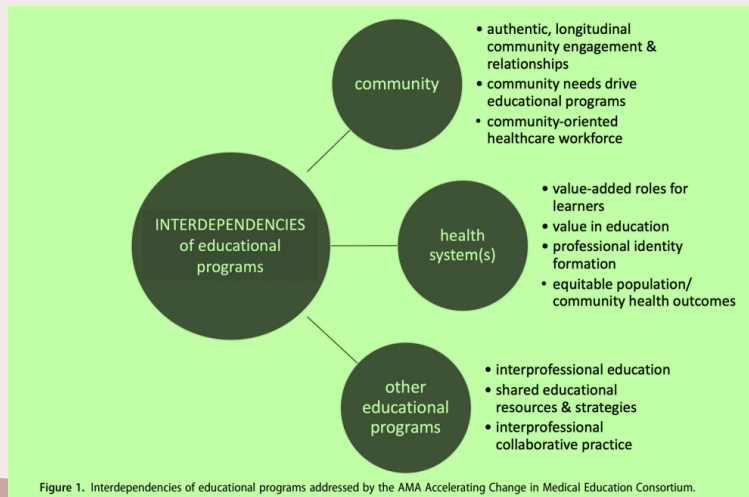 community
• authentic, longitudinal
community engagement &
relationships
• community needs drive
educational programs
• community-oriented
healthcare workforce
INTERDEPENDENCIES
of educational
programs
health
system(s)
• value-added roles for
learners
• value in education
• professional identity
formation
• equitable population/
community health outcomes
other
educational
programs
• interprofessional education
• shared educational
resources & strategies
• interprofessional
collaborative practice
Figure 1. Interdependencies of educational programs addressed by the AMA Accelerating Change in Medical Education Consortium.